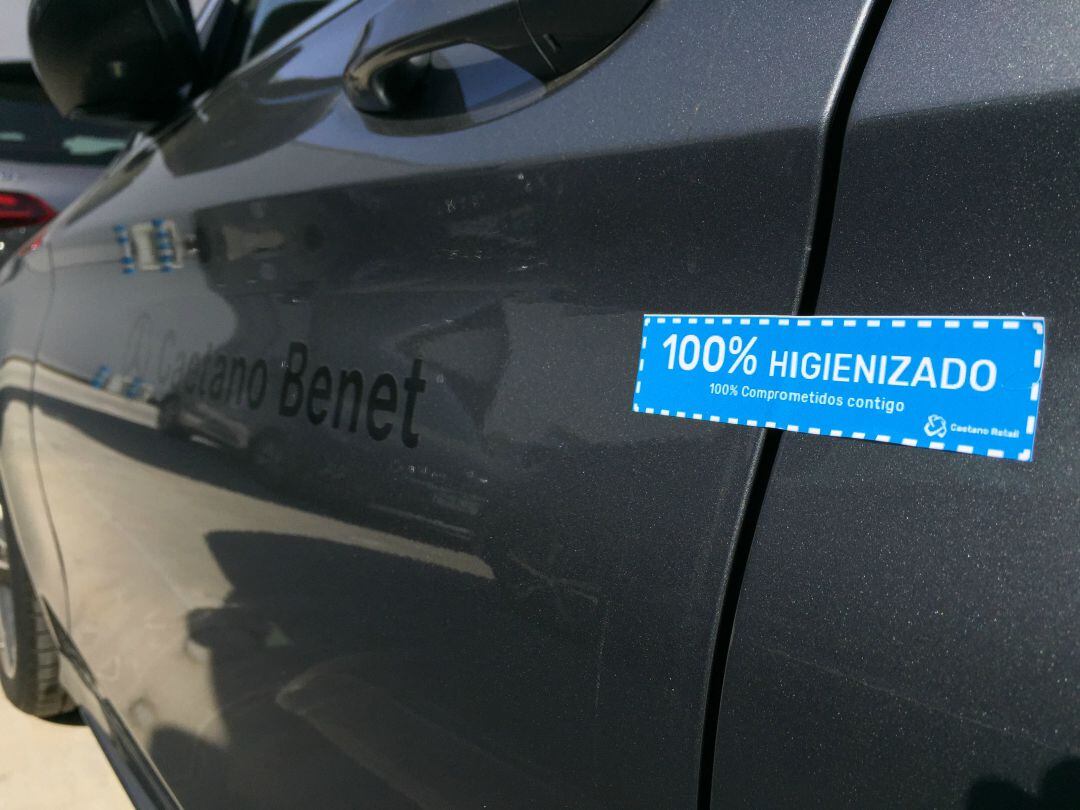 Caetano Benet
100% HIGIENIZADO
100% Comprometidos contigo
Caetano Retail